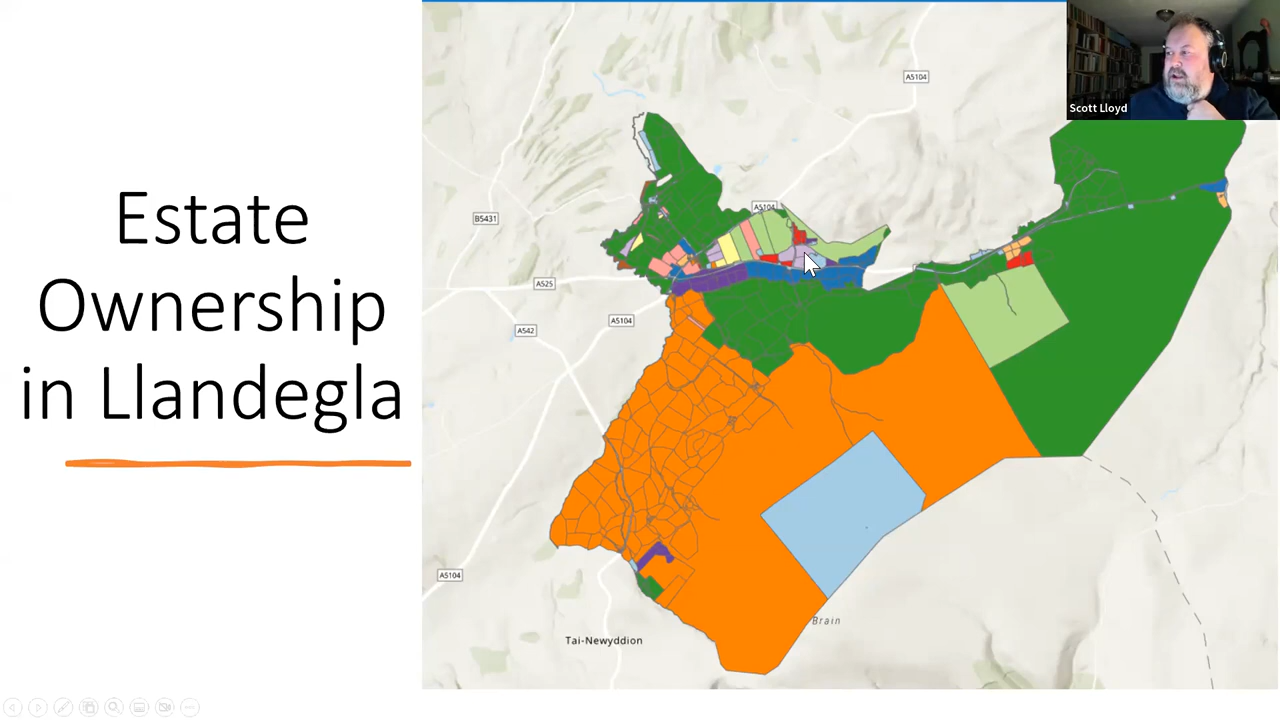 Estate
Ownership
in Llandegla
A5104
Scott Lloyd
A5104
B5431
A525
A5104
A542
A5104
Brain
Tai-Newyddion